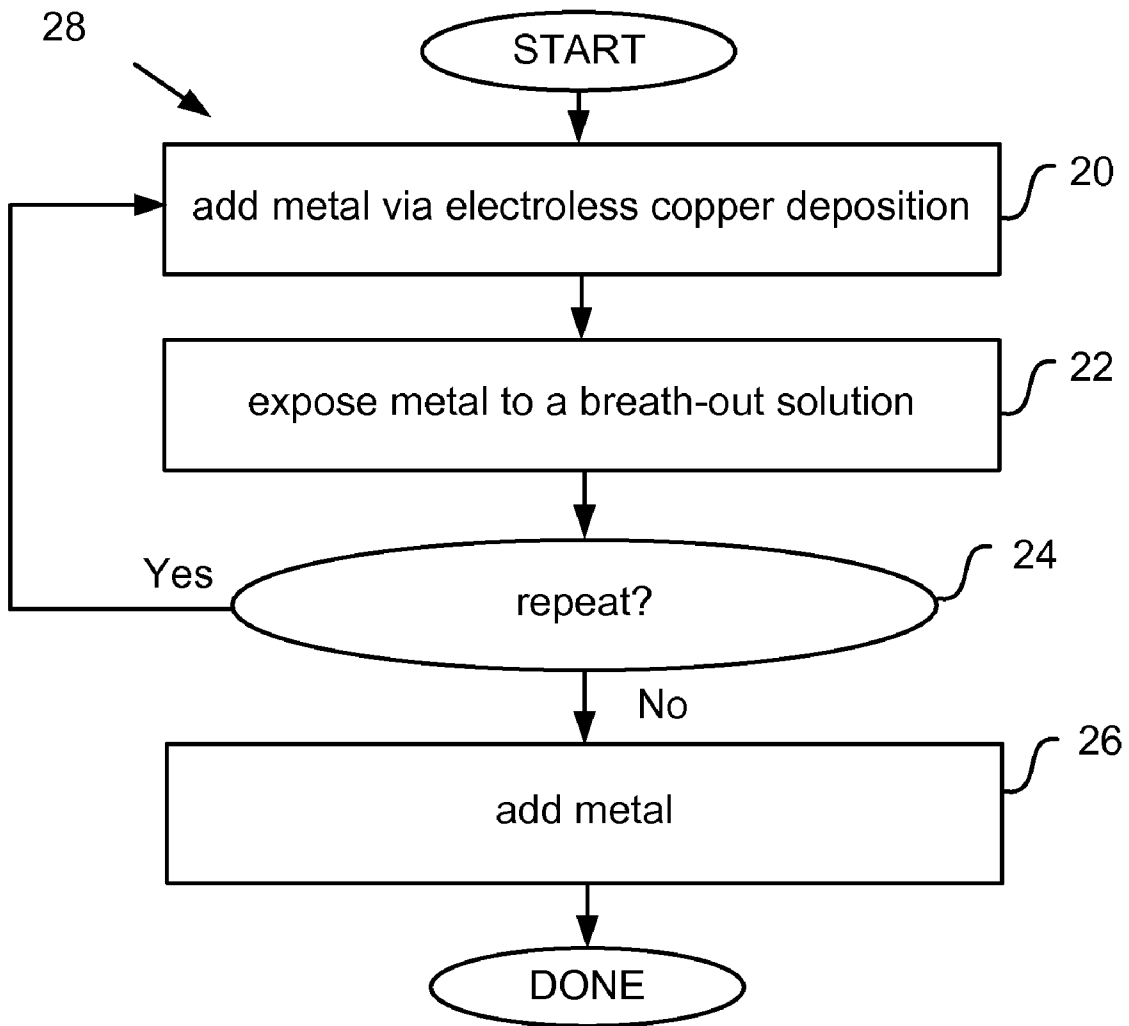 28
START
add metal via electroless copper deposition
20
expose metal to a breath-out solution
22
Yes
repeat?
24
No
add metal
26
DONE